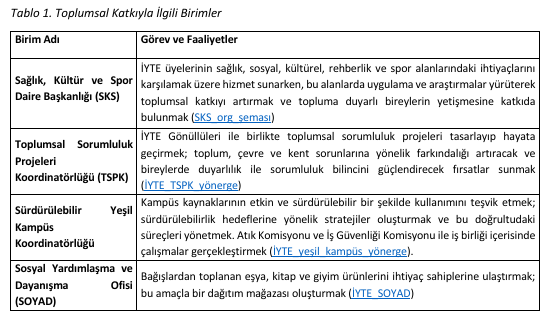 Tablo 1. Toplumsal Katkıyla İlgili Birimler
Birim Adı
Görev ve Faaliyetler
Sağlık, Kültür ve Spor
Daire Başkanlığı (SKS)
İYTE üyelerinin sağlık, sosyal, kültürel, rehberlik ve spor alanlarındaki ihtiyaçlarını
karşılamak üzere hizmet sunarken, bu alanlarda uygulama ve araştırmalar yürüterek
toplumsal katkıyı artırmak ve topluma duyarlı bireylerin yetişmesine katkıda
bulunmak (SKS_org_şeması)
Toplumsal Sorumluluk
Projeleri
Koordinatörlüğü (TSPK)
İYTE Gönüllüleri ile birlikte toplumsal sorumluluk projeleri tasarlayıp hayata
geçirmek; toplum, çevre ve kent sorunlarına yönelik farkındalığı artıracak ve
bireylerde duyarlılık ile sorumluluk bilincini güçlendirecek fırsatlar sunmak
(İYTE_TSPK_yönerge)
Sürdürülebilir Yeşil
Kampüs
Koordinatörlüğü
Kampüs kaynaklarının etkin ve sürdürülebilir bir şekilde kullanımını teşvik etmek;
sürdürülebilirlik hedeflerine yönelik stratejiler oluşturmak ve bu doğrultudaki
süreçleri yönetmek. Atık Komisyonu ve İş Güvenliği Komisyonu ile iş birliği içerisinde
çalışmalar gerçekleştirmek (İYTE_yeşil_kampüs_yönerge).
Sosyal Yardımlaşma ve
Dayanışma Ofisi
(SOYAD)
Bağışlardan toplanan eşya, kitap ve giyim ürünlerini ihtiyaç sahiplerine ulaştırmak;
bu amaçla bir dağıtım mağazası oluşturmak (İYTE_SOYAD)